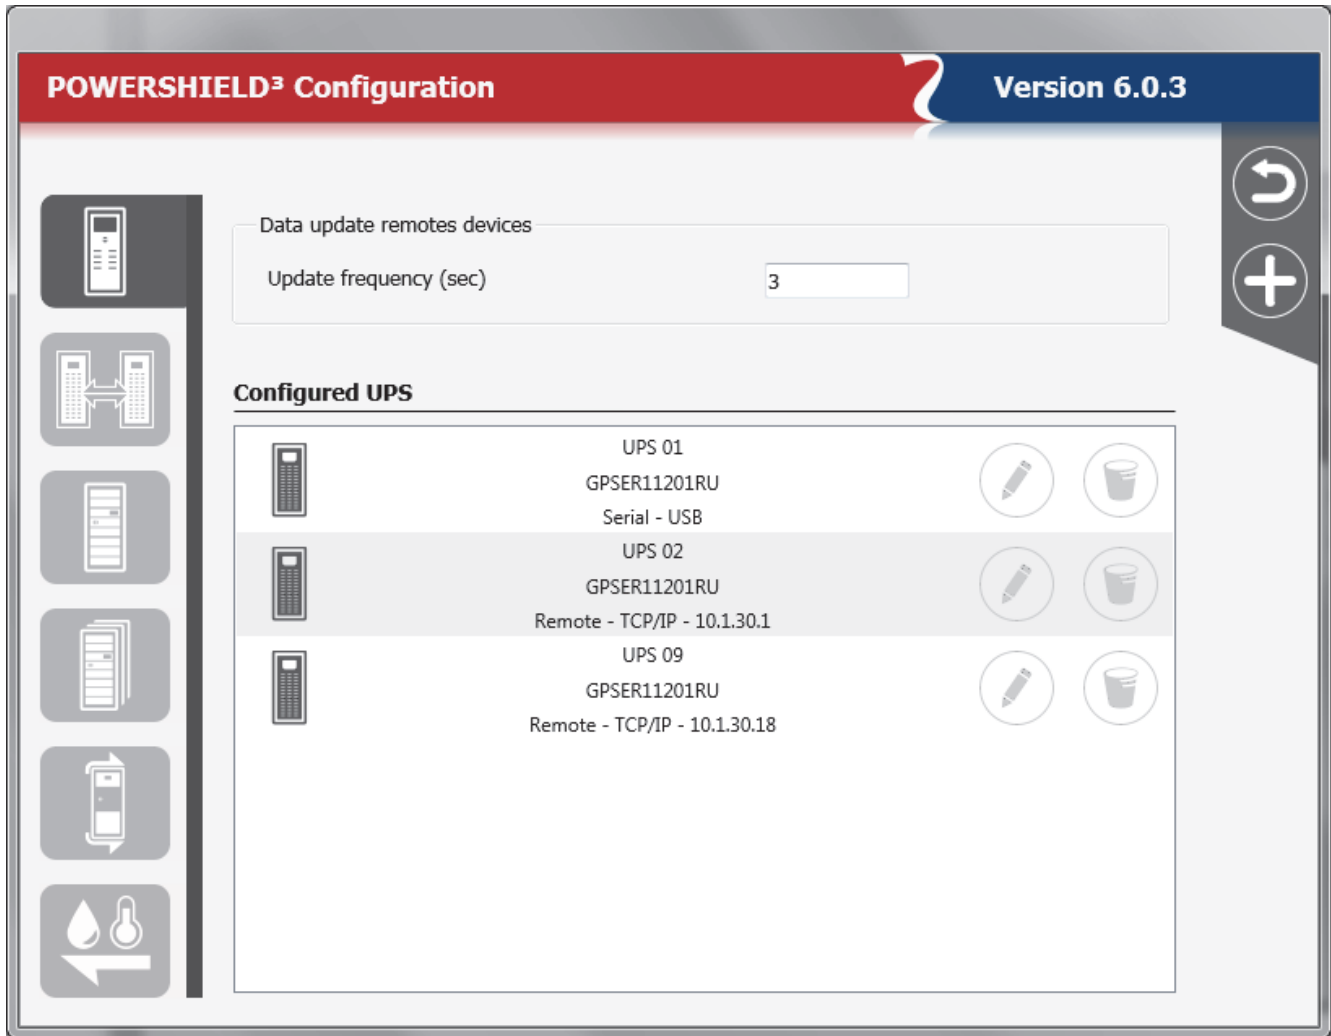 POWERSHIELD³ Configuration
Version 6.0.3
Data update remotes devices
Update frequency (sec)
3
Configured UPS
UPS 01
GPSER11201RU
Serial - USB
UPS 02
GPSER11201RU
Remote - TCP/IP - 10.1.30.1
UPS 09
GPSER11201RU
Remote - TCP/IP - 10.1.30.18